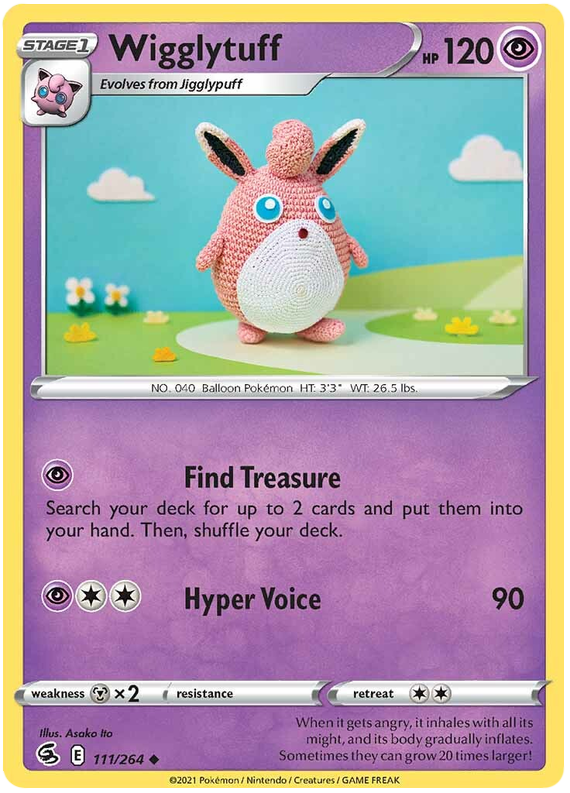 STAGE1 Wigglytuff HP 120
Evolves from Jigglypuff
NO. 040 Balloon Pokémon HT: 3'3" WT: 26.5 lbs.
Find Treasure
Search your deck for up to 2 cards and put them into
your hand. Then, shuffle your deck.
Hyper Voice 90
weakness ×2 resistance retreat
Illus. Asako Ito
When it gets angry, it inhales with all its
might, and its body gradually inflates.
Sometimes they can grow 20 times larger!
E 111/264
©2021 Pokémon / Nintendo / Creatures / GAME FREAK